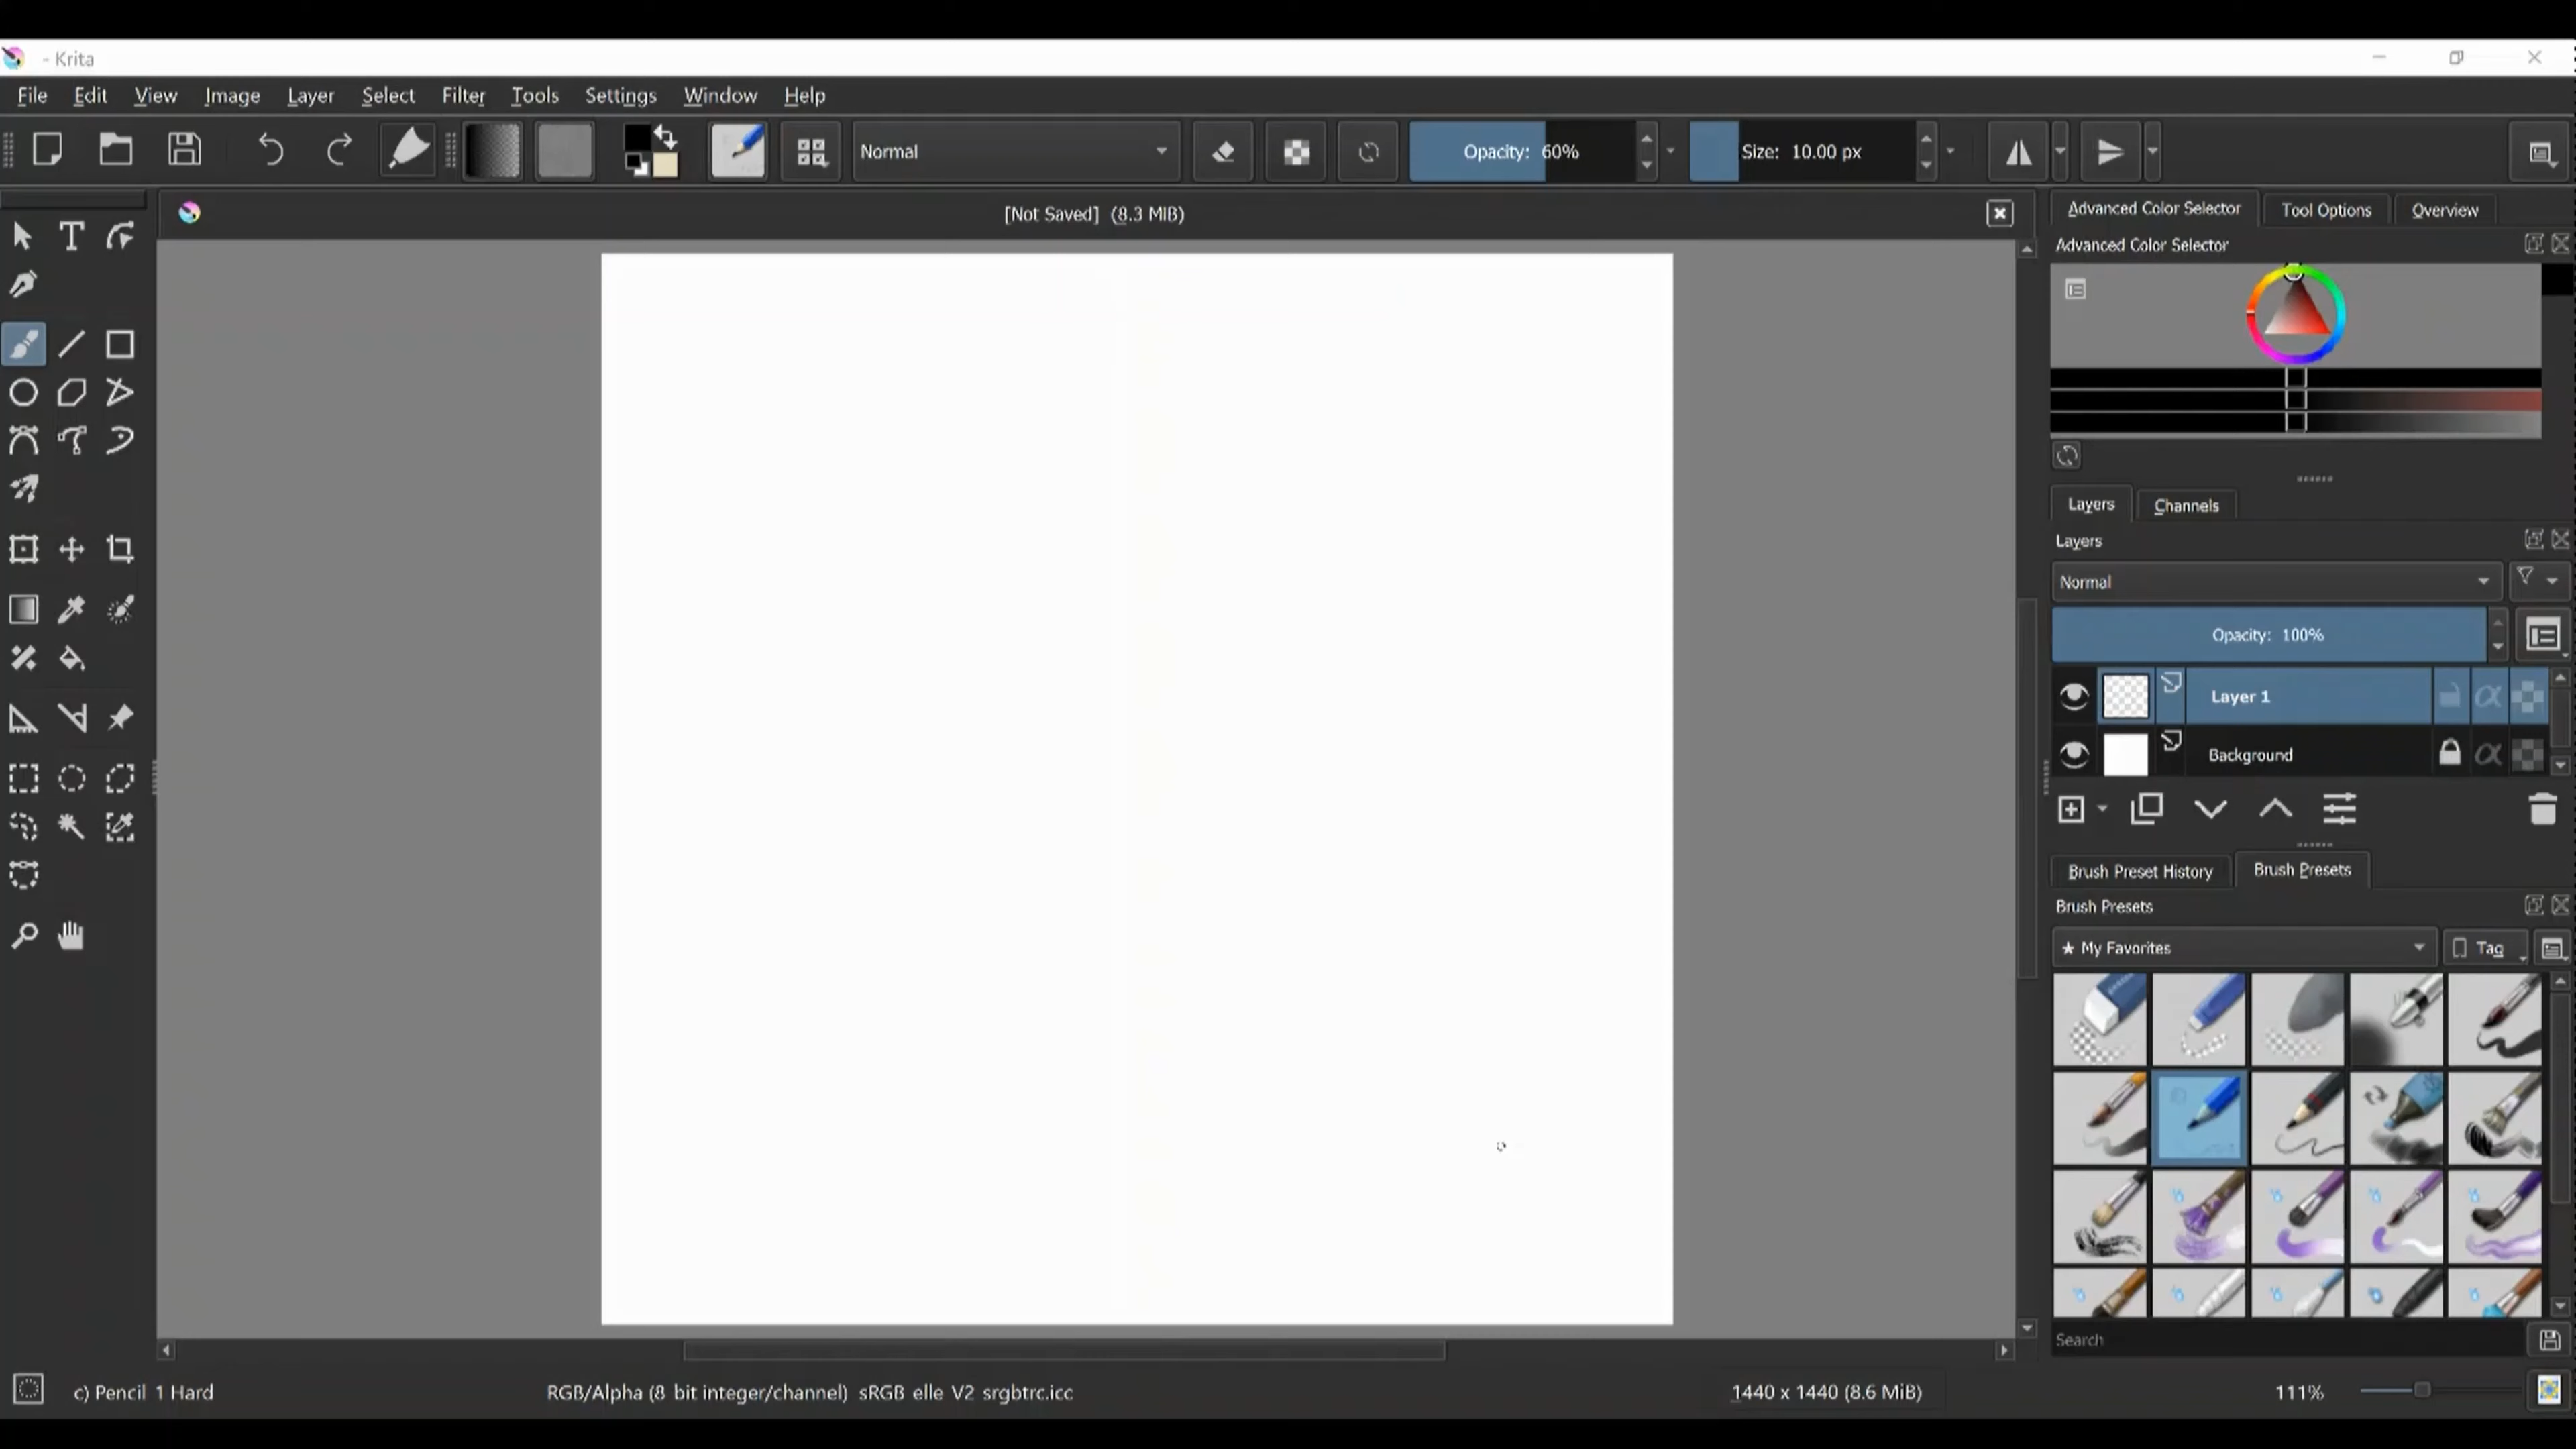 - Krita
File Edit View Image Layer Select Filter Tools Settings Window Help
Normal Opacity: 60% Size: 10.00 px
[Not Saved] (8.3 MiB)
Advanced Color Selector Tool Options Overview
Advanced Color Selector
Layers Channels
Layers
Normal
Opacity: 100%
Layer 1
Background
Brush Preset History Brush Presets
Brush Presets
★ My Favorites Tag
Search
c) Pencil 1 Hard RGB/Alpha (8 bit integer/channel) sRGB elle V2 srgbtrc.icc 1440 x 1440 (8.6 MiB) 111%